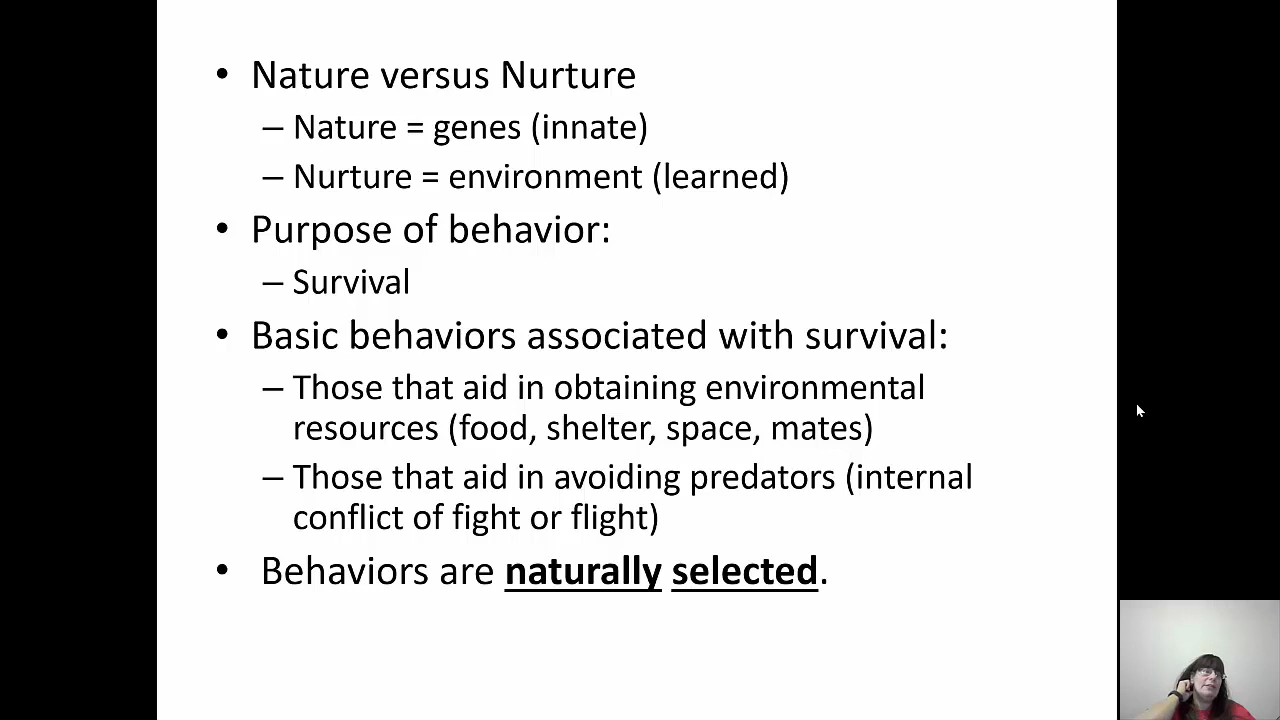 • Nature versus Nurture
– Nature = genes (innate)
– Nurture = environment (learned)
• Purpose of behavior:
– Survival
• Basic behaviors associated with survival:
– Those that aid in obtaining environmental
resources (food, shelter, space, mates)
– Those that aid in avoiding predators (internal
conflict of fight or flight)
• Behaviors are naturally selected.